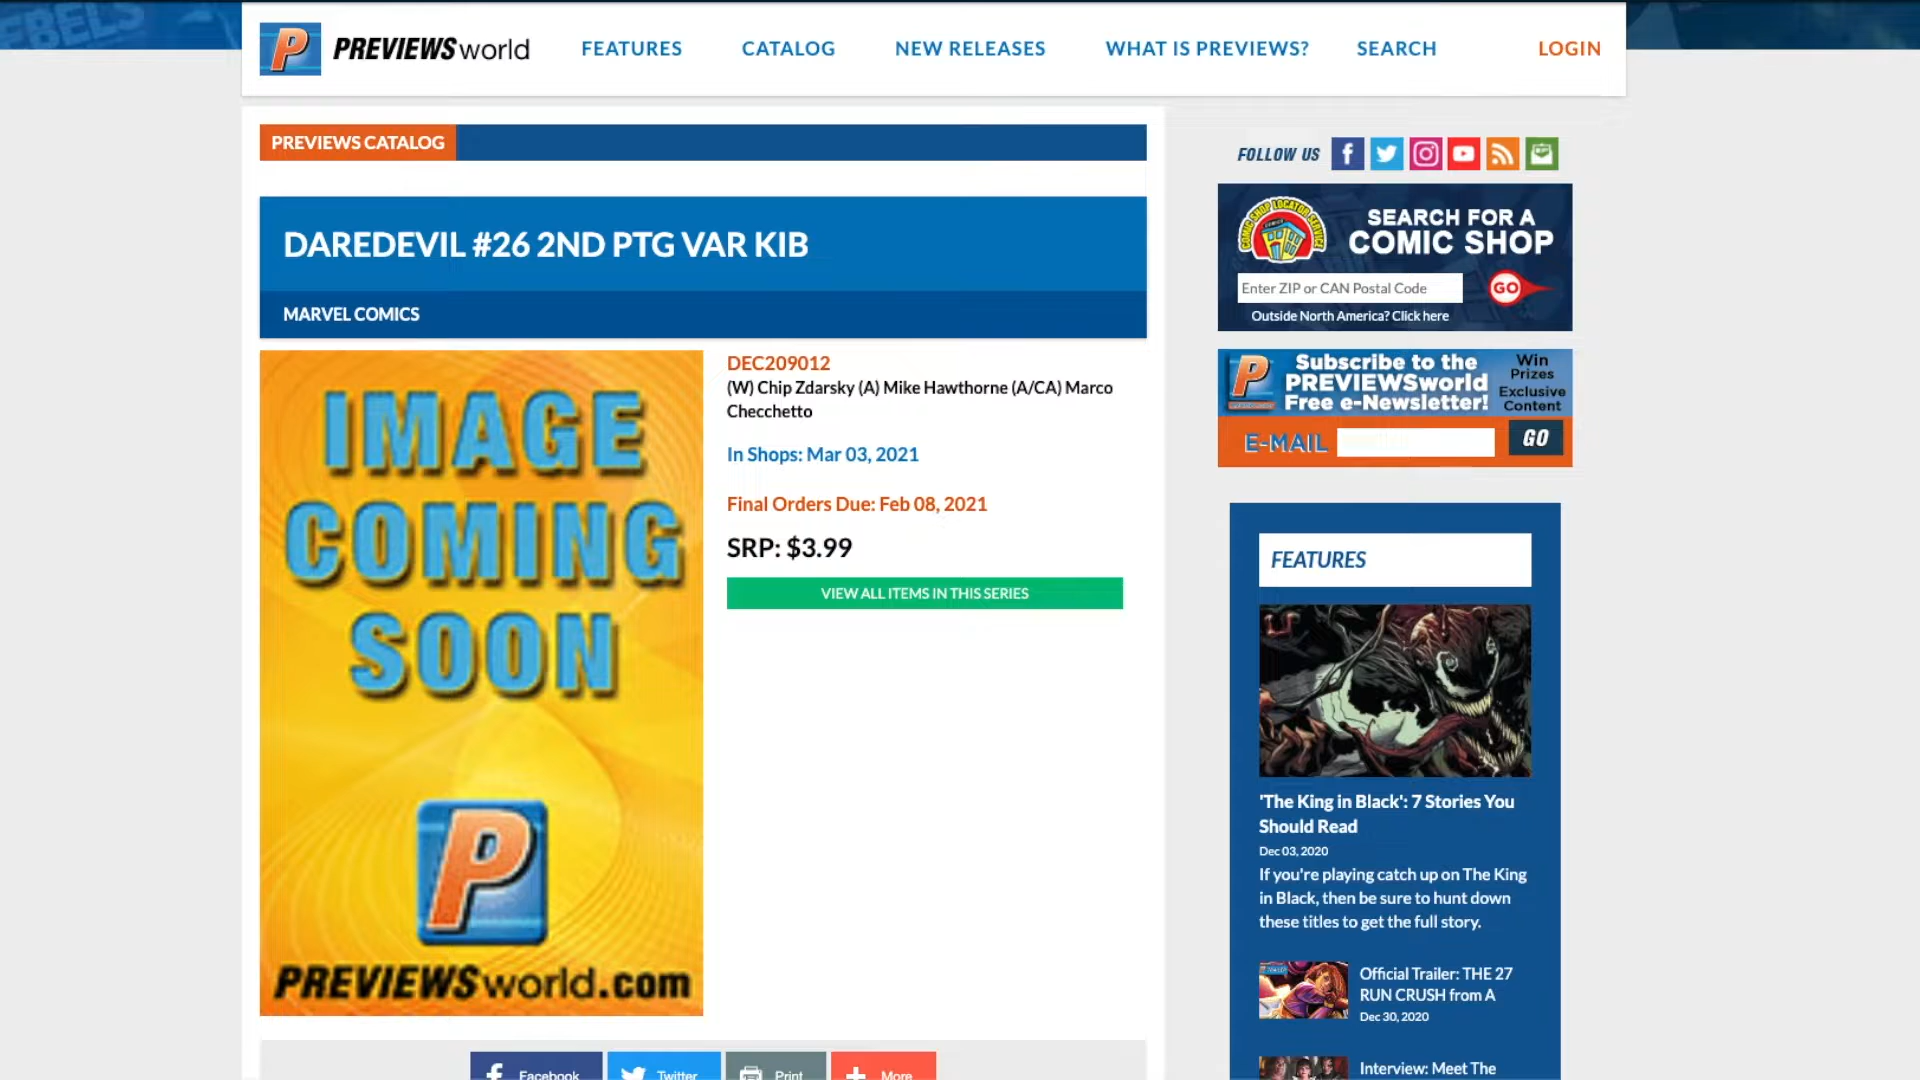 EBELS
P PREVIEWSworld
FEATURES
CATALOG
NEW RELEASES
WHAT IS PREVIEWS?
SEARCH
LOGIN
PREVIEWS CATALOG
DAREDEVIL #26 2ND PTG VAR KIB
MARVEL COMICS
IMAGE
COMING
SOON
P
PREVIEWSworld.com
DEC209012
(W) Chip Zdarsky (A) Mike Hawthorne (A/CA) Marco
Checchetto
In Shops: Mar 03, 2021
Final Orders Due: Feb 08, 2021
SRP: $3.99
VIEW ALL ITEMS IN THIS SERIES
Facebook
Twitter
Print
More
FOLLOW US
COMIC SHOP LOCATOR SERVICE
SEARCH FOR A
COMIC SHOP
Enter ZIP or CAN Postal Code
GO
Outside North America? Click here
P
Subscribe to the
PREVIEWSworld
Free e-Newsletter!
Win
Prizes
Exclusive
Content
E-MAIL
GO
FEATURES
'The King in Black': 7 Stories You
Should Read
Dec 03, 2020
If you're playing catch up on The King
in Black, then be sure to hunt down
these titles to get the full story.
Official Trailer: THE 27
RUN CRUSH from A
Dec 30, 2020
Interview: Meet The